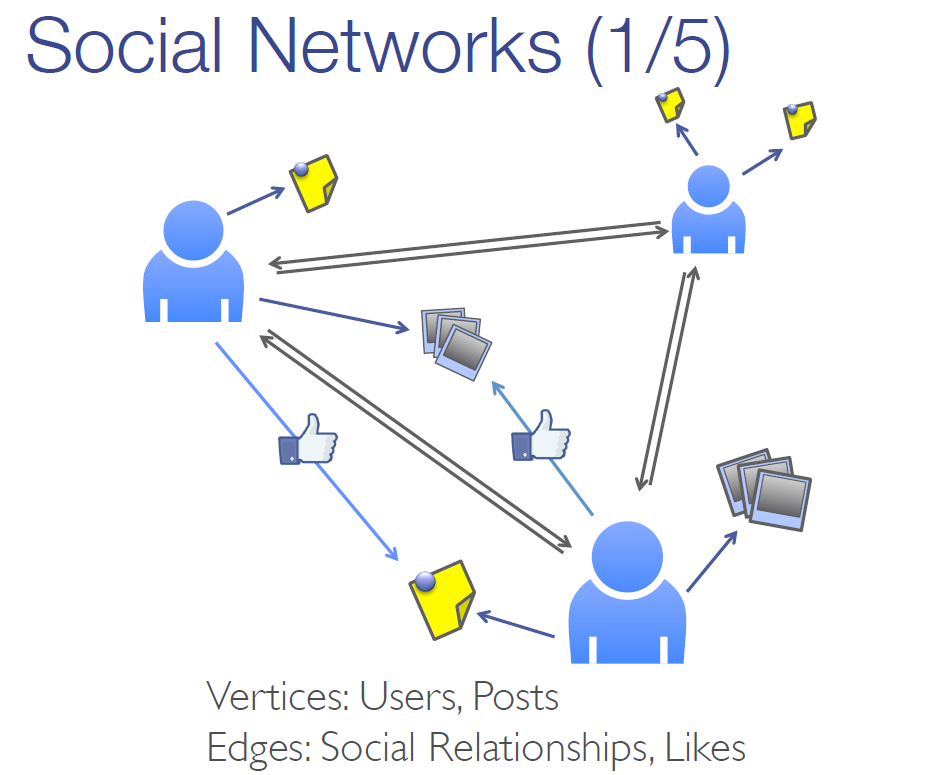 Social Networks (1/5)
Vertices: Users, Posts
Edges: Social Relationships, Likes